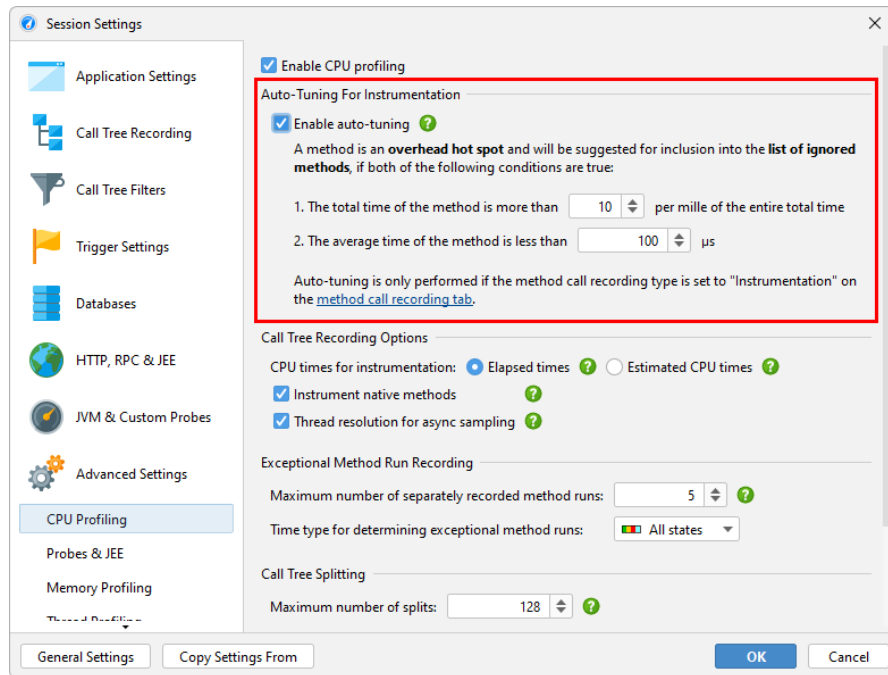 Session Settings
Application Settings
Call Tree Recording
Call Tree Filters
Trigger Settings
Databases
HTTP, RPC & JEE
JVM & Custom Probes
Advanced Settings
CPU Profiling
Probes & JEE
Memory Profiling
Thread Profiling
Enable CPU profiling
Auto-Tuning For Instrumentation
Enable auto-tuning
A method is an overhead hot spot and will be suggested for inclusion into the list of ignored
methods, if both of the following conditions are true:
1. The total time of the method is more than 10 per mille of the entire total time
2. The average time of the method is less than 100 µs
Auto-tuning is only performed if the method call recording type is set to "Instrumentation" on
the method call recording tab.
Call Tree Recording Options
CPU times for instrumentation: Elapsed times Estimated CPU times
Instrument native methods
Thread resolution for async sampling
Exceptional Method Run Recording
Maximum number of separately recorded method runs: 5
Time type for determining exceptional method runs: All states
Call Tree Splitting
Maximum number of splits: 128
General Settings Copy Settings From OK Cancel